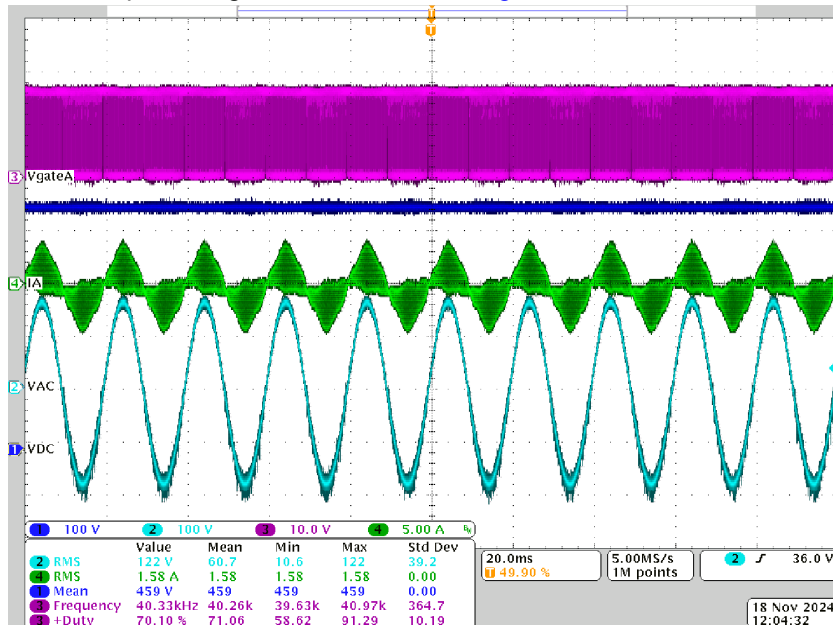 T
T
3 VgateA
4 IA
2 VAC
1 VDC
1 100 V 2 100 V 3 10.0 V 4 5.00 A
Value Mean Min Max Std Dev
2 RMS 122 V 60.7 10.6 122 39.2
4 RMS 1.58 A 1.58 1.58 1.58 0.00
1 Mean 459 V 459 459 459 0.00
3 Frequency 40.33kHz 40.26k 39.63k 40.97k 364.7
3 +Duty 70.10 % 71.06 58.62 91.29 10.19
20.0ms
T 49.90 %
5.00MS/s
1M points
2 36.0 V
18 Nov 2024
12:04:32